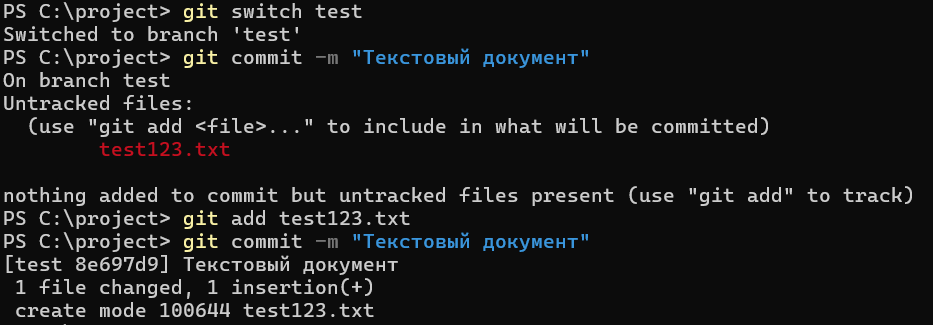 PS C:\project> git switch test
Switched to branch 'test'
PS C:\project> git commit -m "Текстовый документ"
On branch test
Untracked files:
  (use "git add <file>..." to include in what will be committed)
        test123.txt

nothing added to commit but untracked files present (use "git add" to track)
PS C:\project> git add test123.txt
PS C:\project> git commit -m "Текстовый документ"
[test 8e697d9] Текстовый документ
 1 file changed, 1 insertion(+)
 create mode 100644 test123.txt